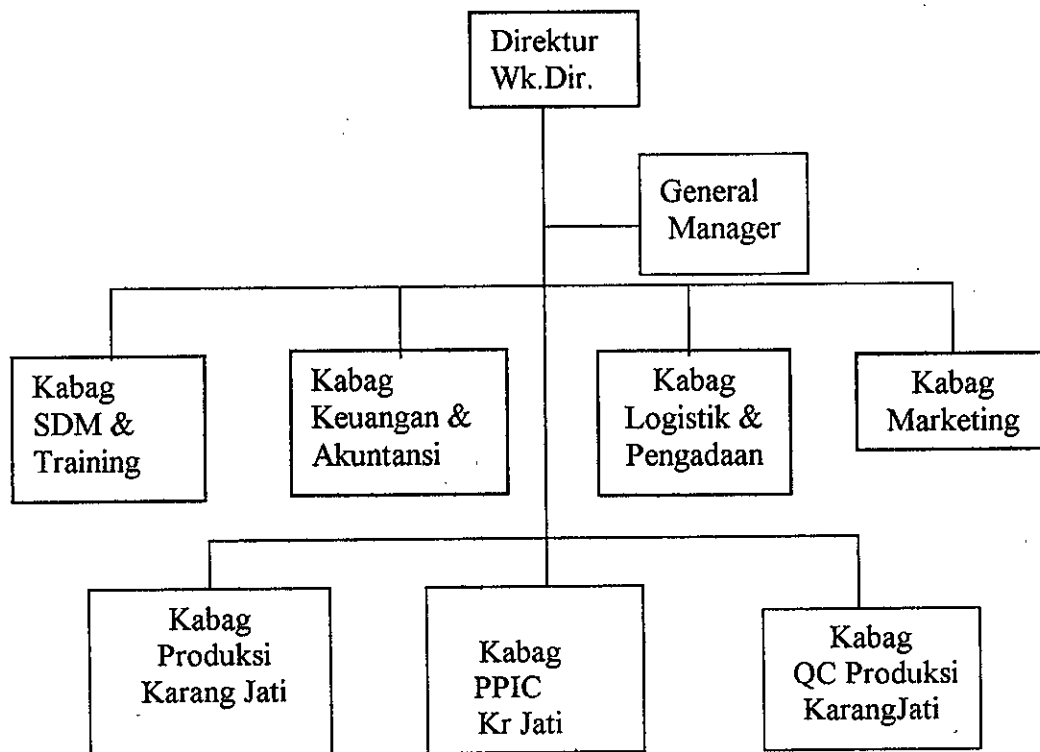 Direktur
Wk.Dir.
General
Manager
Kabag
SDM &
Training
Kabag
Keuangan &
Akuntansi
Kabag
Logistik &
Pengadaan
Kabag
Marketing
Kabag
Produksi
Karang Jati
Kabag
PPIC
Kr Jati
Kabag
QC Produksi
KarangJati